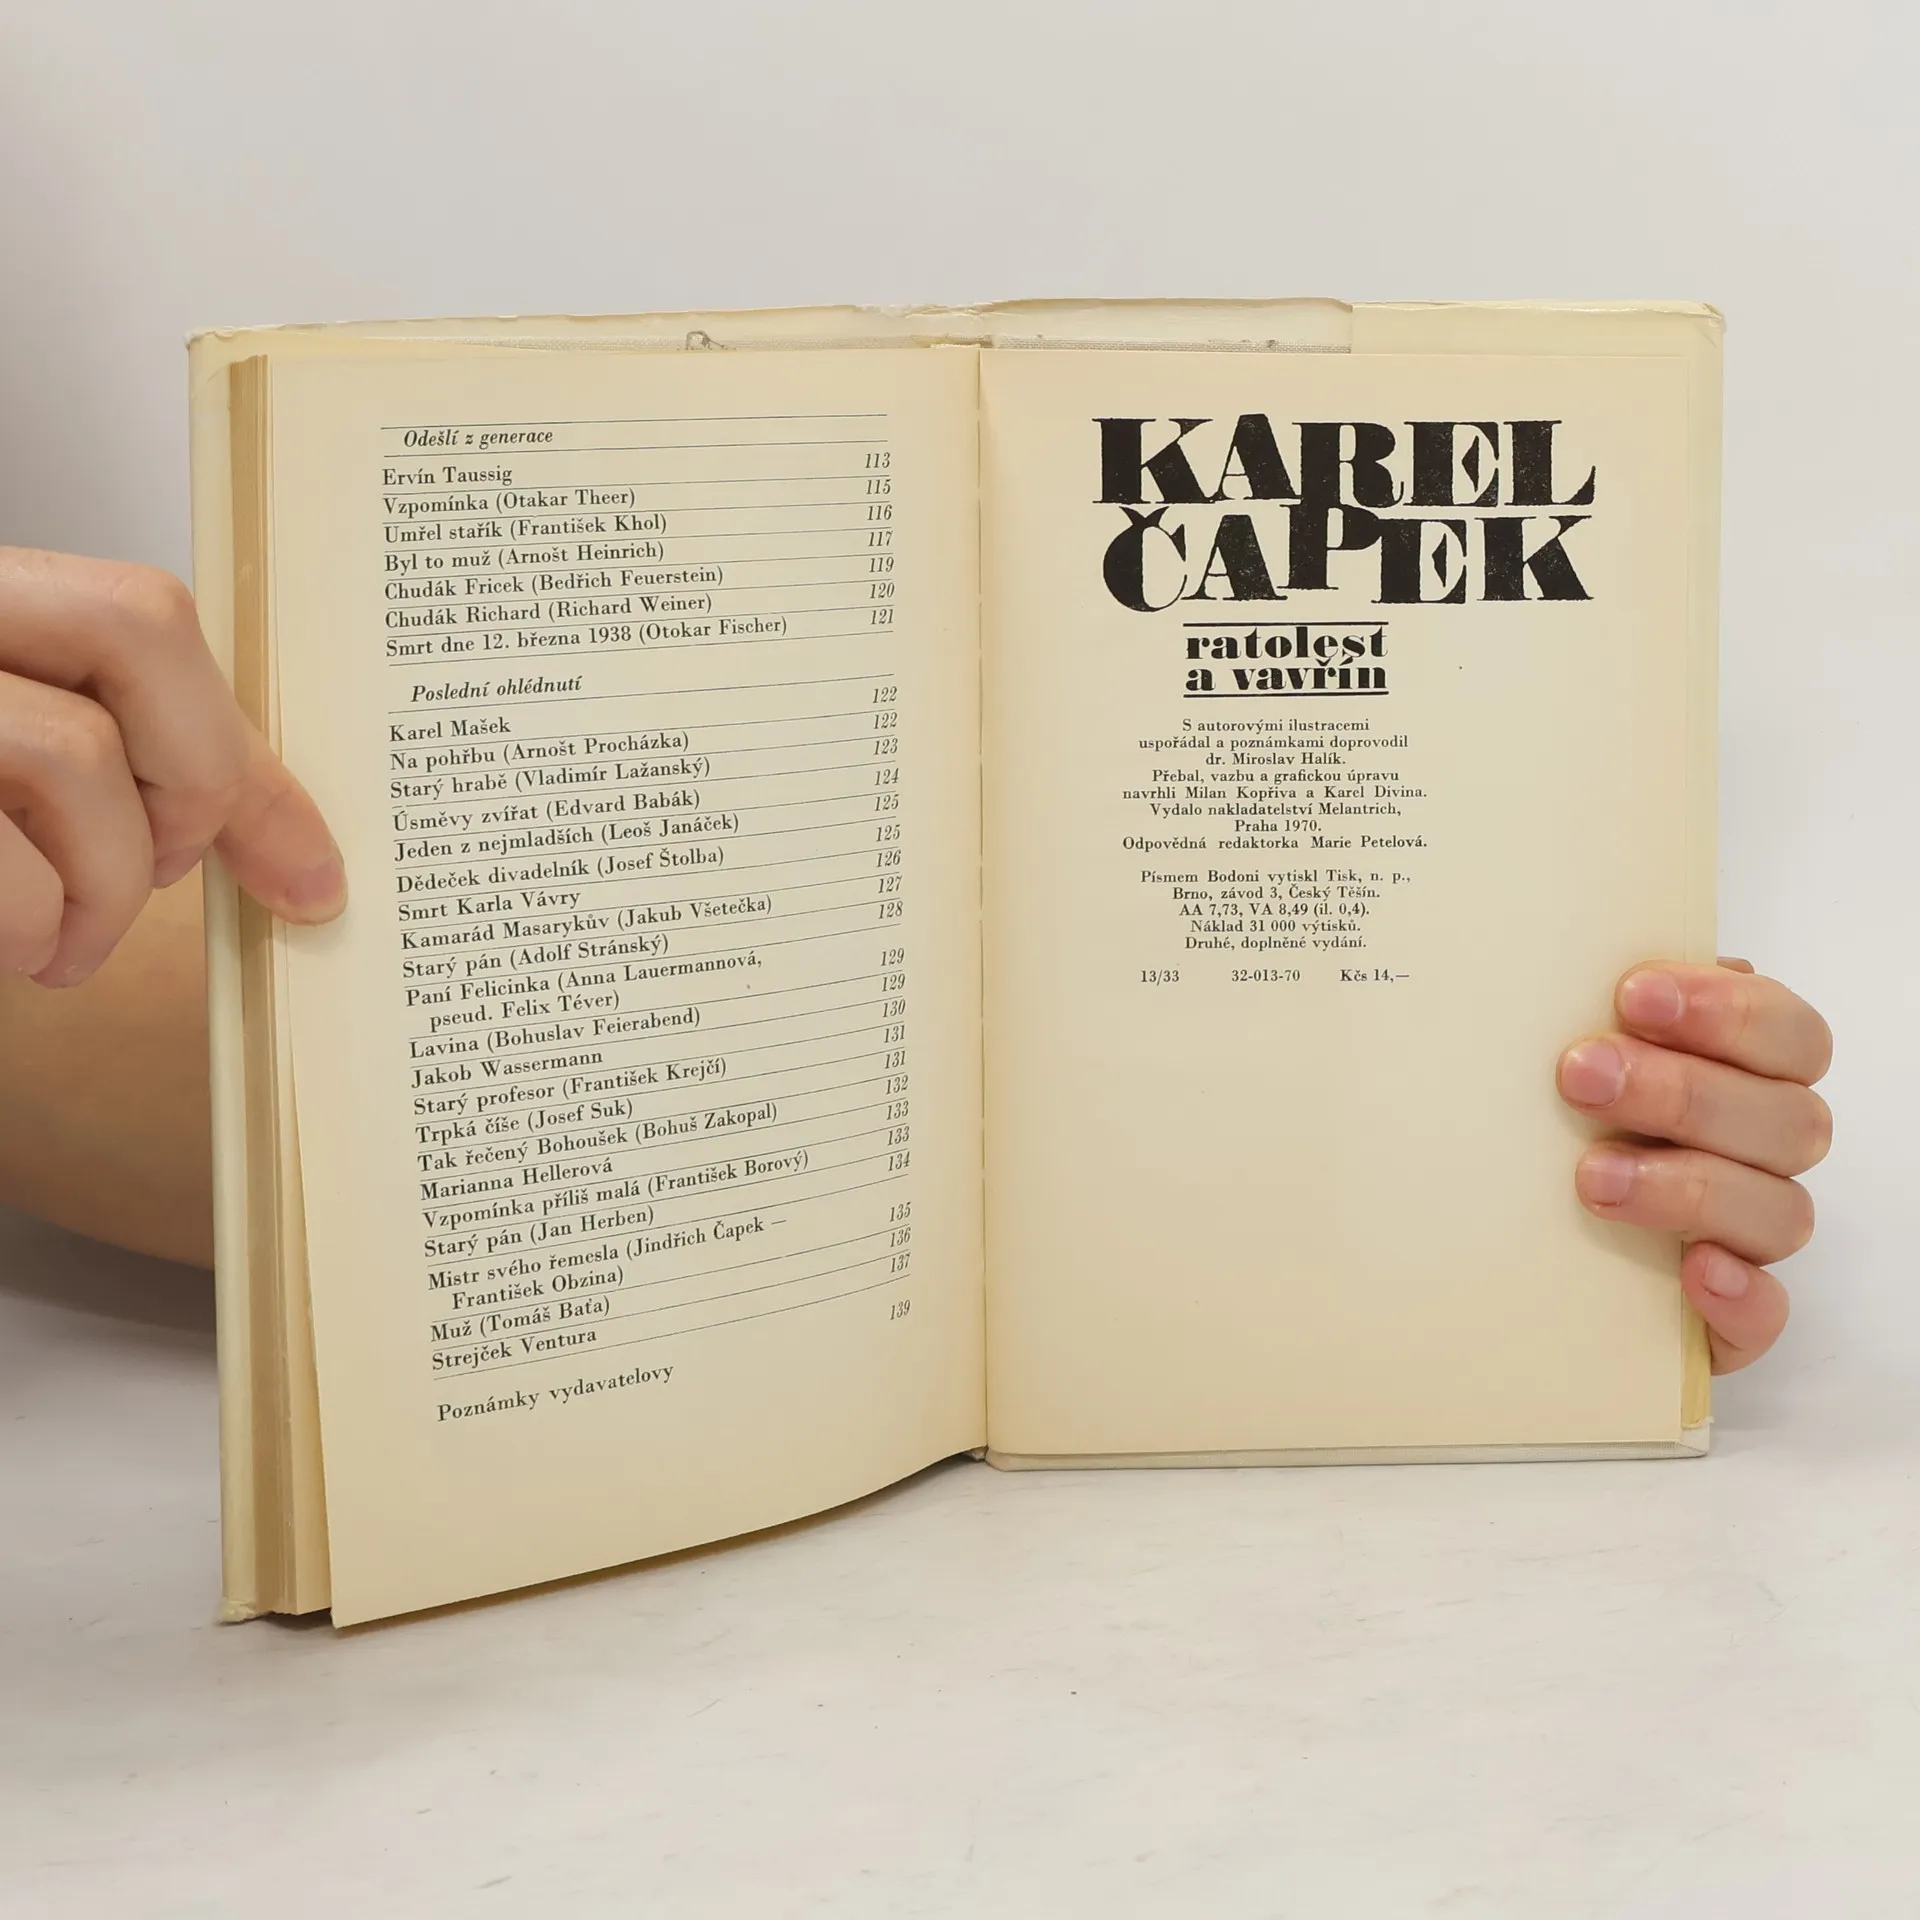 Odešlí z generace
Ervín Taussig 113
Vzpomínka (Otakar Theer) 115
Umřel stařík (František Khol) 116
Byl to muž (Arnošt Heinrich) 117
Chudák Fricek (Bedřich Feuerstein) 119
Chudák Richard (Richard Weiner) 120
Smrt dne 12. března 1938 (Otokar Fischer) 121
Poslední ohlédnutí
Karel Mašek 122
Na pohřbu (Arnošt Procházka) 122
Starý hrabě (Vladimír Lažanský) 123
Úsměvy zvířat (Edvard Babák) 124
Jeden z nejmladších (Leoš Janáček) 125
Dědeček divadelník (Josef Štolba) 125
Smrt Karla Vávry 126
Kamarád Masarykův (Jakub Všetečka) 127
Starý pán (Adolf Stránský) 128
Paní Felicinka (Anna Lauermannová,
pseud. Felix Téver) 129
Lavina (Bohuslav Feierabend) 129
Jakob Wassermann 130
Starý profesor (František Krejčí) 131
Trpká číše (Josef Suk) 131
Tak řečený Bohoušek (Bohuš Zakopal) 132
Marianna Hellerová 133
Vzpomínka příliš malá (František Borový) 133
Starý pán (Jan Herben) 134
Mistr svého řemesla (Jindřich Čapek —
František Obzina) 135
Muž (Tomáš Baťa) 136
Strejček Ventura 137
Poznámky vydavatelovy 139
KAREL
ČAPEK
ratolest
a vavřín
S autorovými ilustracemi
uspořádal a poznámkami doprovodil
dr. Miroslav Halík.
Přebal, vazbu a grafickou úpravu
navrhli Milan Kopřiva a Karel Divina.
Vydalo nakladatelství Melantrich,
Praha 1970.
Odpovědná redaktorka Marie Petelová.
Písmem Bodoni vytiskl Tisk, n. p.,
Brno, závod 3, Český Těšín.
AA 7,73, VA 8,49 (il. 0,4).
Náklad 31 000 výtisků.
Druhé, doplněné vydání.
13/33 32-013-70 Kčs 14,—